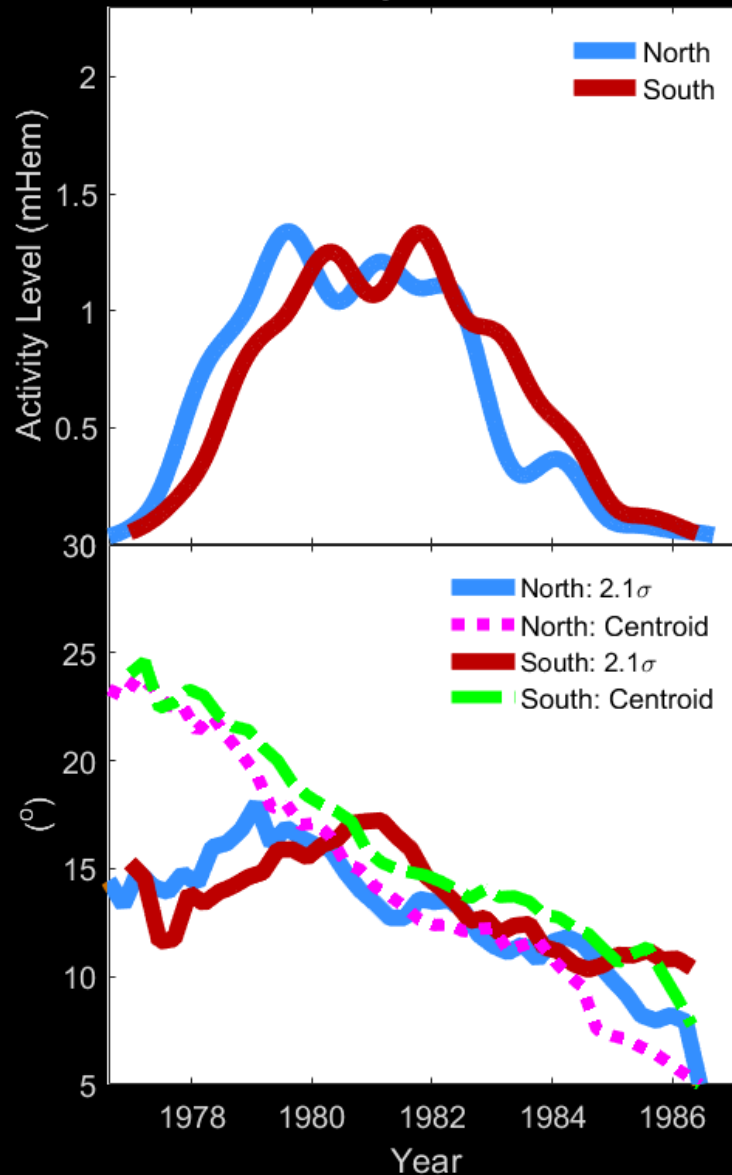 North
South
2
1.5
1
0.5
Activity Level (mHem)
30
25
20
15
10
5
(o)
North: 2.1σ
North: Centroid
South: 2.1σ
South: Centroid
1978 1980 1982 1984 1986
Year